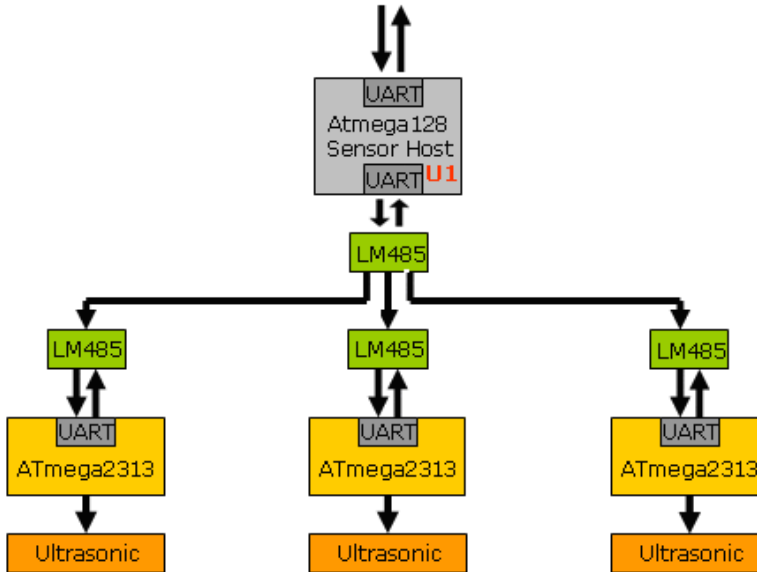 UART
Atmega128
Sensor Host
UART U1
LM485
LM485 LM485 LM485
UART UART UART
ATmega2313 ATmega2313 ATmega2313
Ultrasonic Ultrasonic Ultrasonic